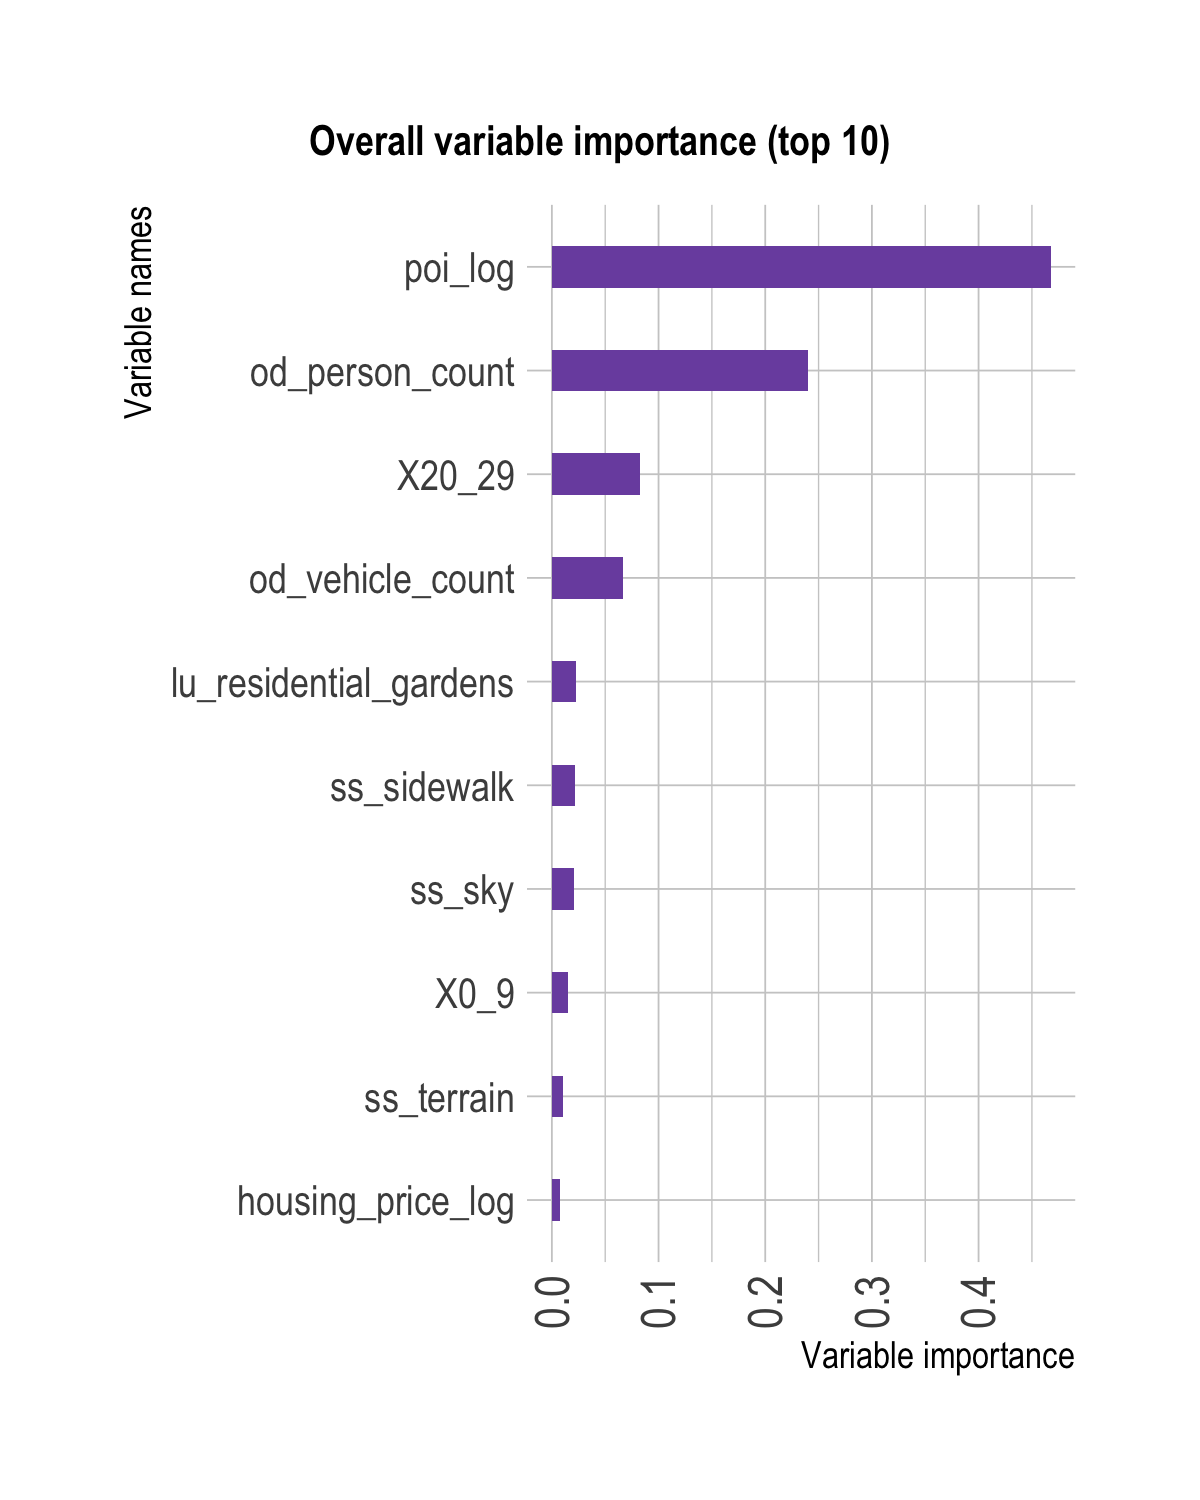 Overall variable importance (top 10)
Variable names
poi_log
od_person_count
X20_29
od_vehicle_count
lu_residential_gardens
ss_sidewalk
ss_sky
X0_9
ss_terrain
housing_price_log
0.0
0.1
0.2
0.3
0.4
Variable importance